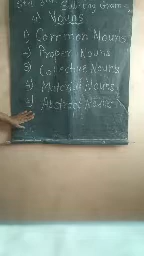 a) Nouns
1) Common Nouns
2) Proper Nouns
3) Collective Nouns
4) Material Nouns
5) Abstract Nouns